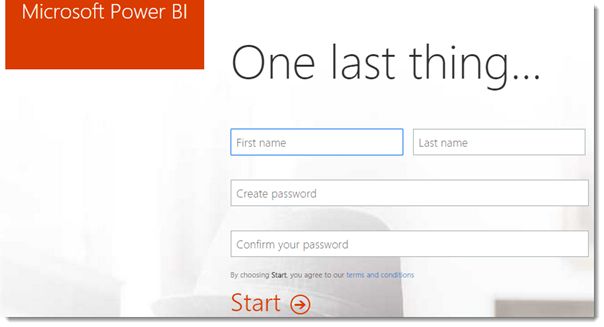 Microsoft Power BI
One last thing...
First name
Last name
Create password
Confirm your password
By choosing Start, you agree to our terms and conditions
Start